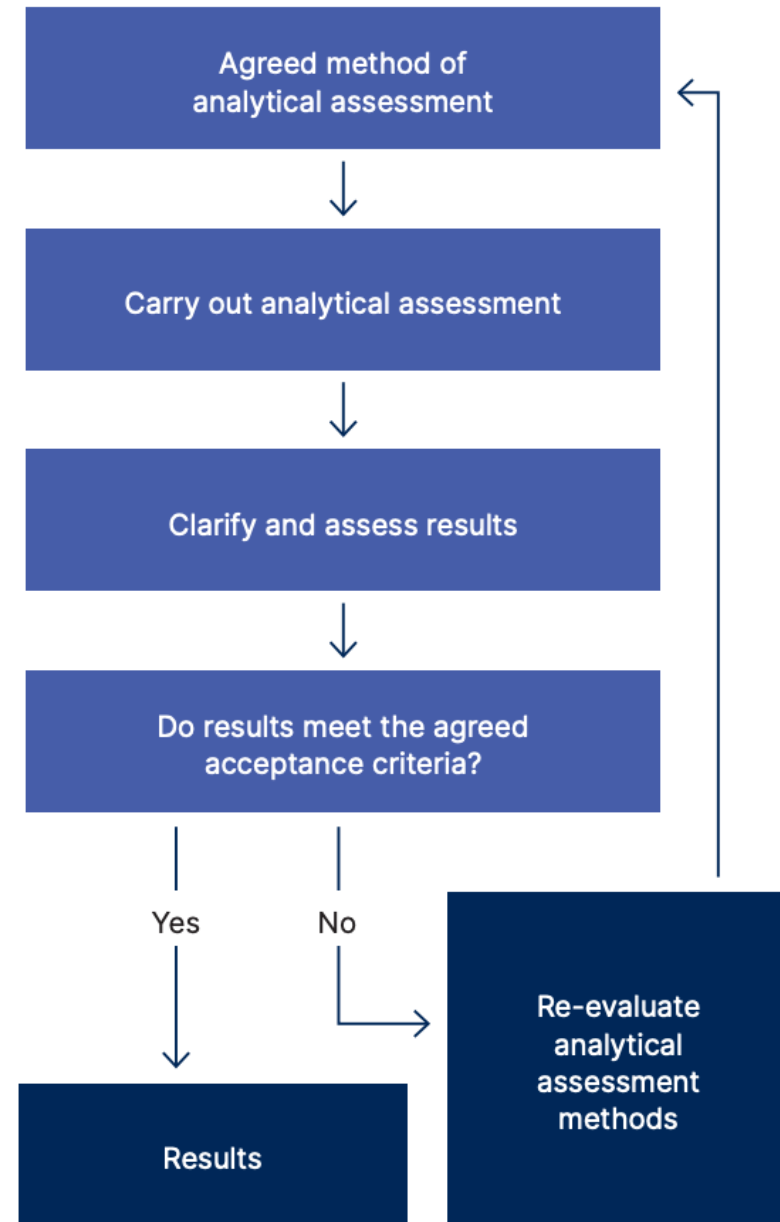 Agreed method of
analytical assessment
Carry out analytical assessment
Clarify and assess results
Do results meet the agreed
acceptance criteria?
Yes
No
Re-evaluate
analytical
assessment
methods
Results